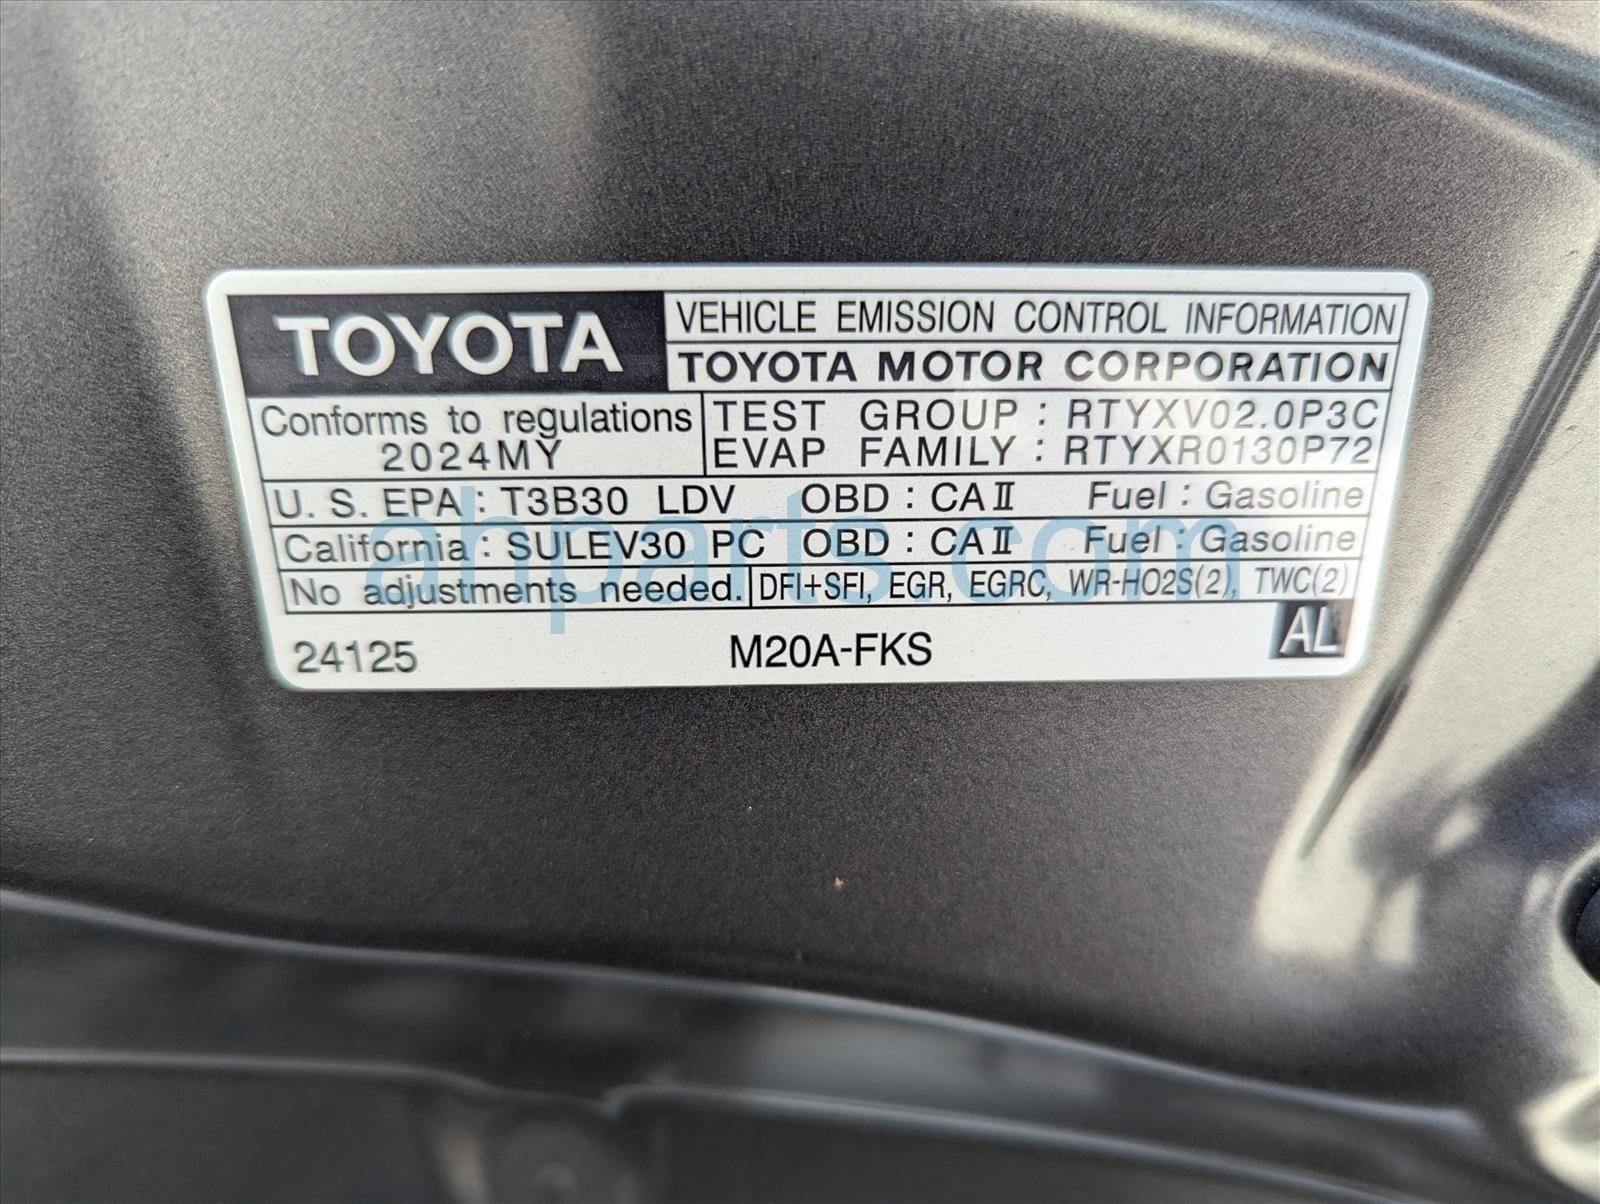 TOYOTA
VEHICLE EMISSION CONTROL INFORMATION
TOYOTA MOTOR CORPORATION
Conforms to regulations
2024MY
TEST GROUP : RTYXV02.0P3C
EVAP FAMILY : RTYXR0130P72
U. S. EPA : T3B30 LDV OBD : CAⅡ Fuel : Gasoline
California : SULEV30 PC OBD : CAⅡ Fuel : Gasoline
No adjustments needed. DFI+SFI, EGR, EGRC, WR-HO2S(2), TWC(2)
24125 M20A-FKS AL
ahparts.com